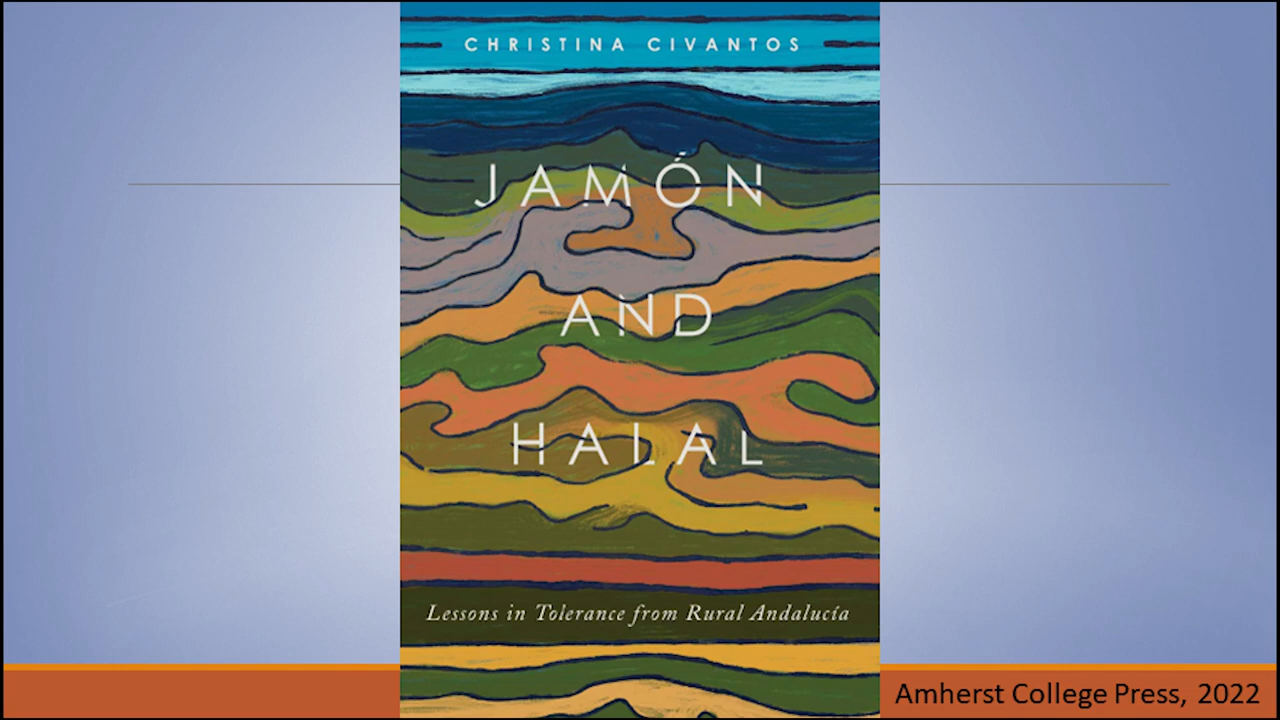 CHRISTINA CIVANTOS
JAMÓN
AND
HALAL
Lessons in Tolerance from Rural Andalucía
Amherst College Press, 2022